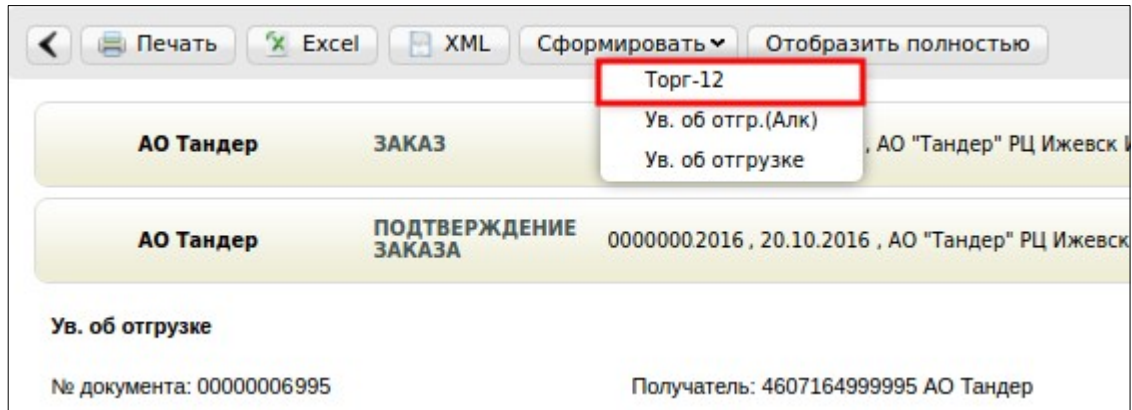 Печать Excel XML Сформировать Отобразить полностью
Торг-12
Ув. об отгр.(Алк)
Ув. об отгрузке
АО Тандер ЗАКАЗ , АО "Тандер" РЦ Ижевск
АО Тандер ПОДТВЕРЖДЕНИЕ ЗАКАЗА 00000002016 , 20.10.2016 , АО "Тандер" РЦ Ижевск
Ув. об отгрузке
№ документа: 00000006995 Получатель: 4607164999995 АО Тандер